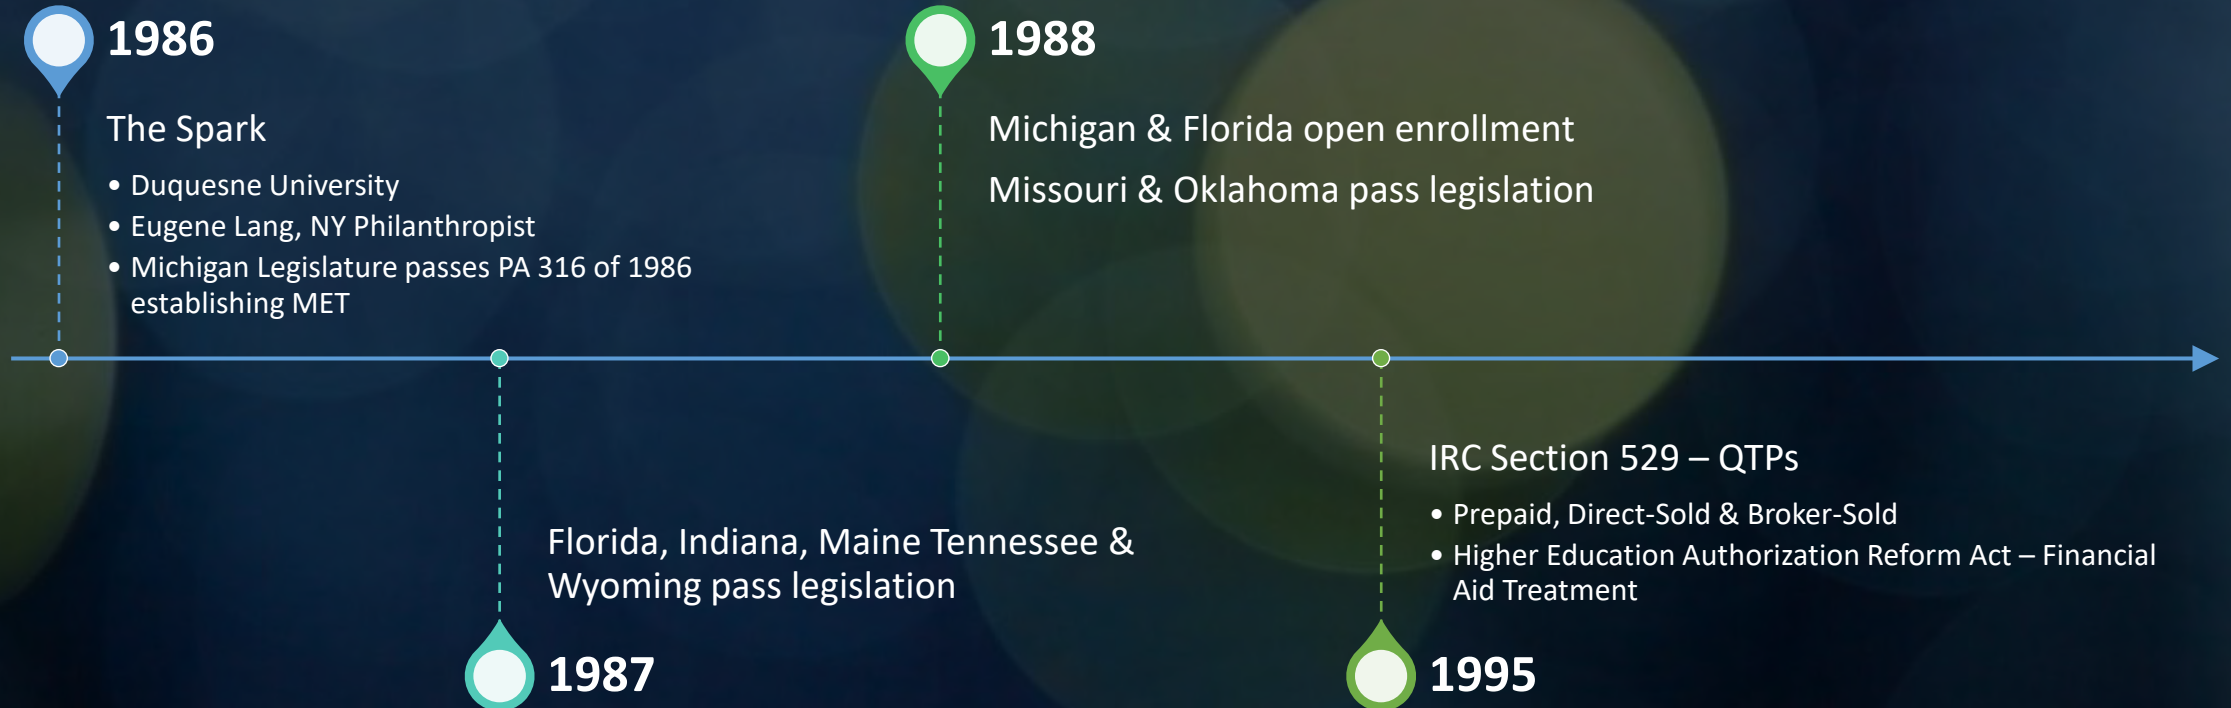 1986
The Spark
• Duquesne University
• Eugene Lang, NY Philanthropist
• Michigan Legislature passes PA 316 of 1986
establishing MET
Florida, Indiana, Maine Tennessee &
Wyoming pass legislation
1987
1988
Michigan & Florida open enrollment
Missouri & Oklahoma pass legislation
IRC Section 529 – QTPs
• Prepaid, Direct-Sold & Broker-Sold
• Higher Education Authorization Reform Act – Financial
Aid Treatment
1995